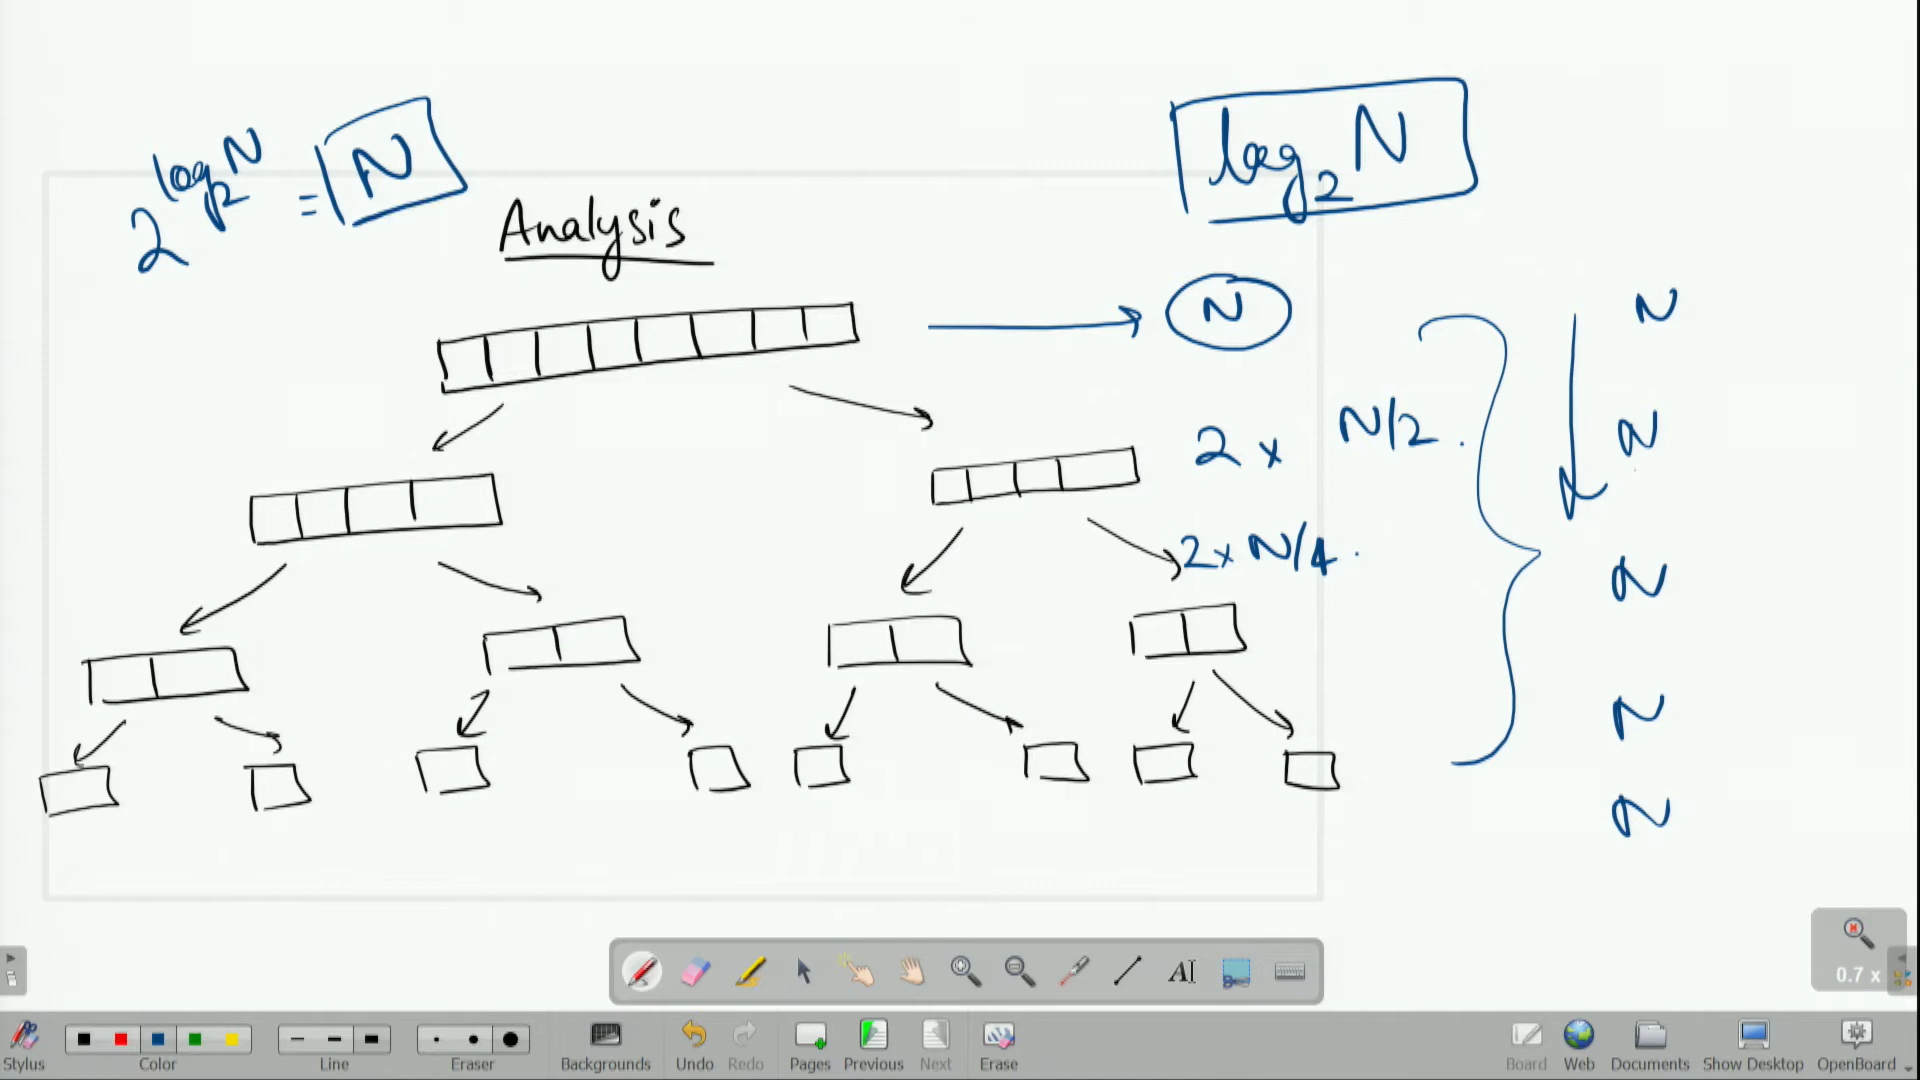 2^log₂N = N
log₂ N
Analysis
N
N
2 x N/2 .
N
2 x N/4 .
N
N
N
0.7 x
Stylus
Color
Line
Eraser
Backgrounds
Undo
Redo
Pages
Previous
Next
Erase
Board
Web
Documents
Show Desktop
OpenBoard